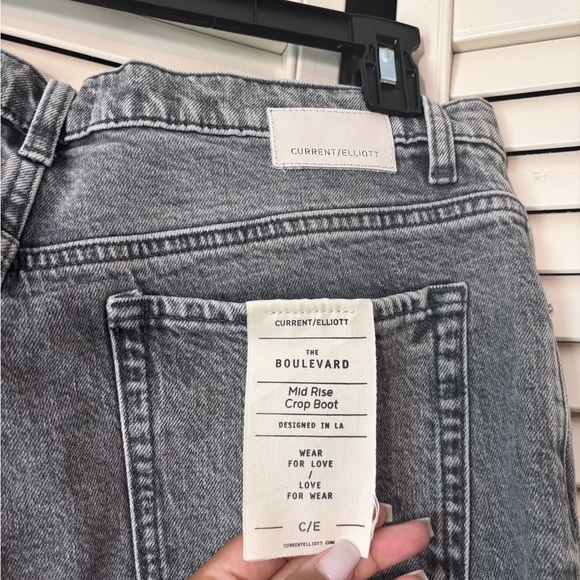 CURRENT/ELLIOTT
CURRENT/ELLIOTT
THE
BOULEVARD
Mid Rise
Crop Boot
DESIGNED IN LA
WEAR
FOR LOVE
/
LOVE
FOR WEAR
C/E
CURRENTELLIOTT.COM